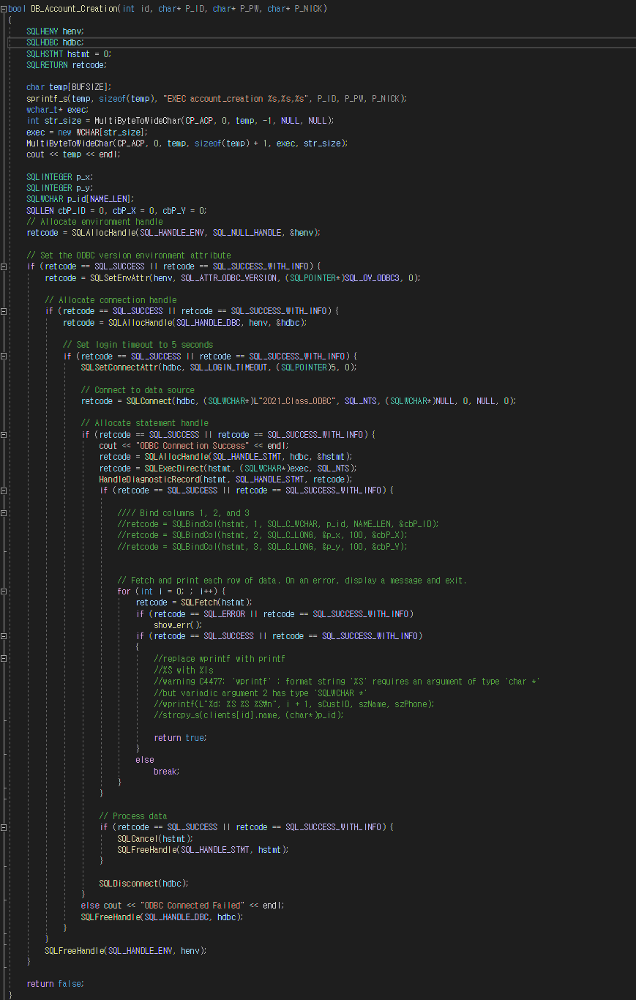 bool DB_Account_Creation(int id, char* P_ID, char* P_PW, char* P_NICK)
{
    SQLHENV henv;
    SQLHDBC hdbc;
    SQLHSTMT hstmt = 0;
    SQLRETURN retcode;

    char temp[BUFSIZE];
    sprintf_s(temp, sizeof(temp), "EXEC account_creation %s,%s,%s", P_ID, P_PW, P_NICK);
    wchar_t* exec;
    int str_size = MultiByteToWideChar(CP_ACP, 0, temp, -1, NULL, NULL);
    exec = new WCHAR[str_size];
    MultiByteToWideChar(CP_ACP, 0, temp, sizeof(temp) + 1, exec, str_size);
    cout << temp << endl;

    SQLINTEGER p_x;
    SQLINTEGER p_y;
    SQLWCHAR p_id[NAME_LEN];
    SQLLEN cbP_ID = 0, cbP_X = 0, cbP_Y = 0;
    // Allocate environment handle
    retcode = SQLAllocHandle(SQL_HANDLE_ENV, SQL_NULL_HANDLE, &henv);

    // Set the ODBC version environment attribute
    if (retcode == SQL_SUCCESS || retcode == SQL_SUCCESS_WITH_INFO) {
        retcode = SQLSetEnvAttr(henv, SQL_ATTR_ODBC_VERSION, (SQLPOINTER*)SQL_OV_ODBC3, 0);

        // Allocate connection handle
        if (retcode == SQL_SUCCESS || retcode == SQL_SUCCESS_WITH_INFO) {
            retcode = SQLAllocHandle(SQL_HANDLE_DBC, henv, &hdbc);

            // Set login timeout to 5 seconds
            if (retcode == SQL_SUCCESS || retcode == SQL_SUCCESS_WITH_INFO) {
                SQLSetConnectAttr(hdbc, SQL_LOGIN_TIMEOUT, (SQLPOINTER)5, 0);

                // Connect to data source
                retcode = SQLConnect(hdbc, (SQLWCHAR*)L"2021_Class_ODBC", SQL_NTS, (SQLWCHAR*)NULL, 0, NULL, 0);

                // Allocate statement handle
                if (retcode == SQL_SUCCESS || retcode == SQL_SUCCESS_WITH_INFO) {
                    cout << "ODBC Connection Success" << endl;
                    retcode = SQLAllocHandle(SQL_HANDLE_STMT, hdbc, &hstmt);
                    retcode = SQLExecDirect(hstmt, (SQLWCHAR*)exec, SQL_NTS);
                    HandleDiagnosticRecord(hstmt, SQL_HANDLE_STMT, retcode);
                    if (retcode == SQL_SUCCESS || retcode == SQL_SUCCESS_WITH_INFO) {

                        //// Bind columns 1, 2, and 3
                        //retcode = SQLBindCol(hstmt, 1, SQL_C_WCHAR, p_id, NAME_LEN, &cbP_ID);
                        //retcode = SQLBindCol(hstmt, 2, SQL_C_LONG, &p_x, 100, &cbP_X);
                        //retcode = SQLBindCol(hstmt, 3, SQL_C_LONG, &p_y, 100, &cbP_Y);


                        // Fetch and print each row of data. On an error, display a message and exit.
                        for (int i = 0; ; i++) {
                            retcode = SQLFetch(hstmt);
                            if (retcode == SQL_ERROR || retcode == SQL_SUCCESS_WITH_INFO)
                                show_err();
                            if (retcode == SQL_SUCCESS || retcode == SQL_SUCCESS_WITH_INFO)
                            {
                                //replace wprintf with printf
                                //%S with %ls
                                //warning C4477: 'wprintf' : format string '%S' requires an argument of type 'char *'
                                //but variadic argument 2 has type 'SQLWCHAR *'
                                //wprintf(L"%d: %S %S %S₩n", i + 1, sCustID, szName, szPhone);
                                //strcpy_s(clients[id].name, (char*)p_id);

                                return true;
                            }
                            else
                                break;
                        }
                    }

                    // Process data
                    if (retcode == SQL_SUCCESS || retcode == SQL_SUCCESS_WITH_INFO) {
                        SQLCancel(hstmt);
                        SQLFreeHandle(SQL_HANDLE_STMT, hstmt);
                    }

                    SQLDisconnect(hdbc);
                }
                else cout << "ODBC Connected Failed" << endl;
                SQLFreeHandle(SQL_HANDLE_DBC, hdbc);
            }
        }
        SQLFreeHandle(SQL_HANDLE_ENV, henv);
    }

    return false;
}